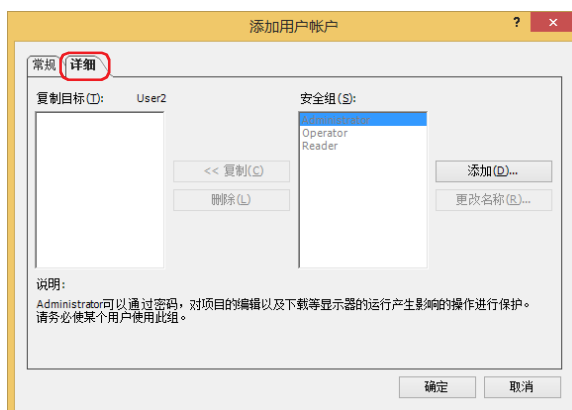 添加用户帐户
? ×
常规 详细
复制目标(T): User2 安全组(S):
Administrator
Operator
Reader
<< 复制(C) 添加(D)...
删除(L) 更改名称(R)...
说明:
Administrator可以通过密码，对项目的编辑以及下载等显示器的运行产生影响的操作进行保护。
请务必使某个用户使用此组。
确定 取消